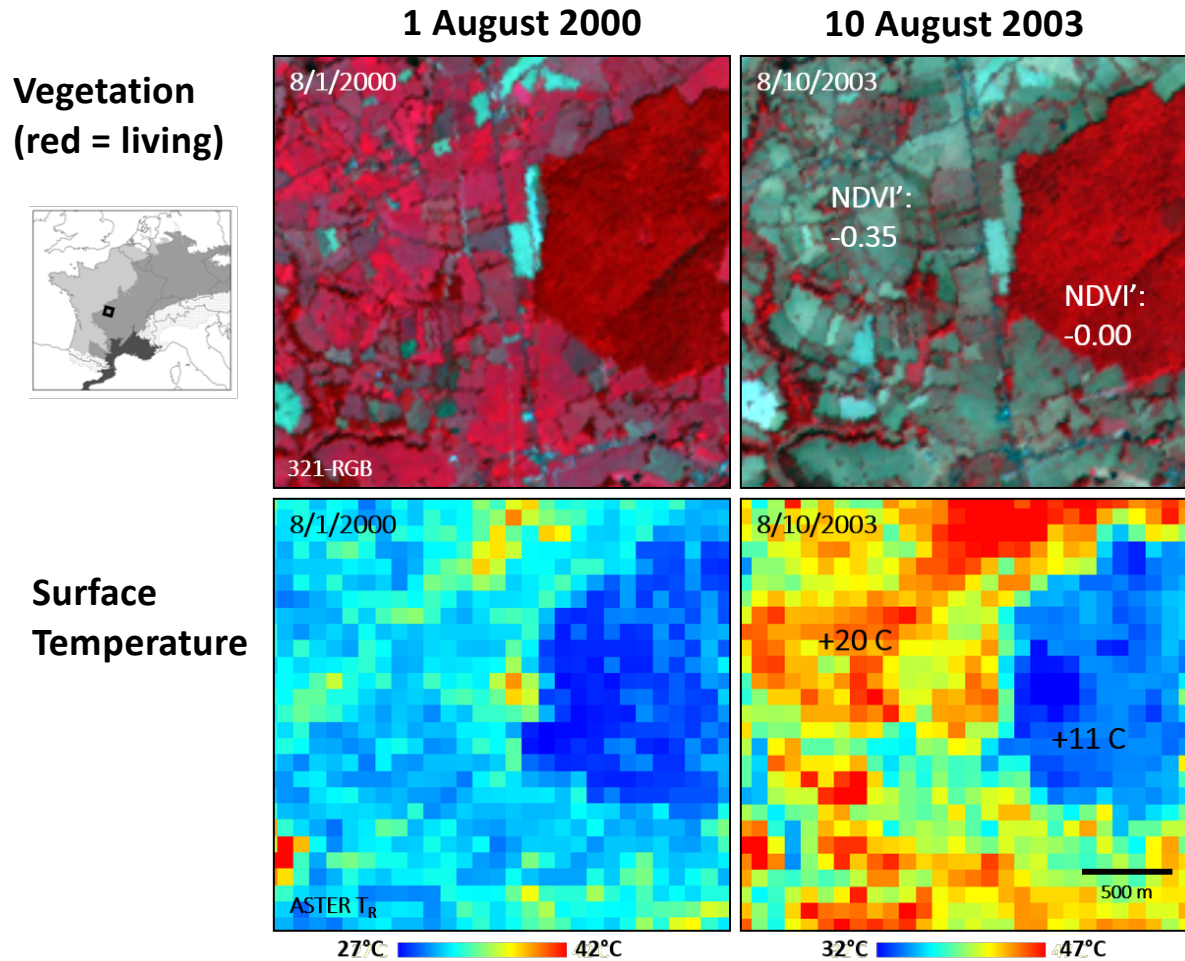 1 August 2000
10 August 2003
Vegetation
(red = living)
8/1/2000
321-RGB
8/10/2003
NDVI’:
-0.35
NDVI’:
-0.00
Surface
Temperature
8/1/2000
ASTER TR
8/10/2003
+20 C
+11 C
500 m
27°C
42°C
32°C
47°C